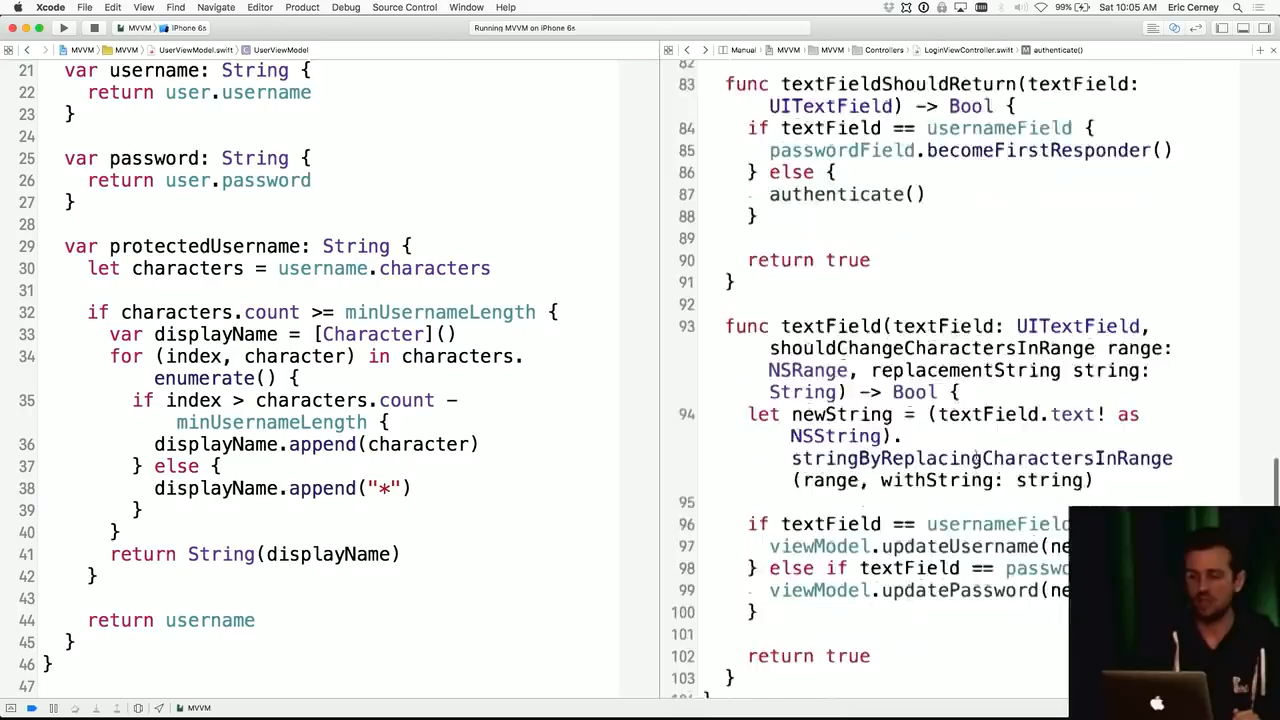 Xcode File Edit View Find Navigate Editor Product Debug Source Control Window Help 99% Sat 10:05 AM Eric Cerney
MVVM iPhone 6s Running MVVM on iPhone 6s
MVVM MVVM UserViewModel.swift UserViewModel
Manual MVVM MVVM Controllers LoginViewController.swift authenticate()
21 var username: String {
22 return user.username
23 }
24
25 var password: String {
26 return user.password
27 }
28
29 var protectedUsername: String {
30 let characters = username.characters
31
32 if characters.count >= minUsernameLength {
33 var displayName = [Character]()
34 for (index, character) in characters.
enumerate() {
35 if index > characters.count -
minUsernameLength {
36 displayName.append(character)
37 } else {
38 displayName.append("*")
39 }
40 }
41 return String(displayName)
42 }
43
44 return username
45 }
46 }
47
82
83 func textFieldShouldReturn(textField:
UITextField) -> Bool {
84 if textField == usernameField {
85 passwordField.becomeFirstResponder()
86 } else {
87 authenticate()
88 }
89
90 return true
91 }
92
93 func textField(textField: UITextField,
shouldChangeCharactersInRange range:
NSRange, replacementString string:
String) -> Bool {
94 let newString = (textField.text! as
NSString).
stringByReplacingCharactersInRange
(range, withString: string)
95
96 if textField == usernameField
97 viewModel.updateUsername(ne
98 } else if textField == passwo
99 viewModel.updatePassword(ne
100 }
101
102 return true
103 }
MVVM